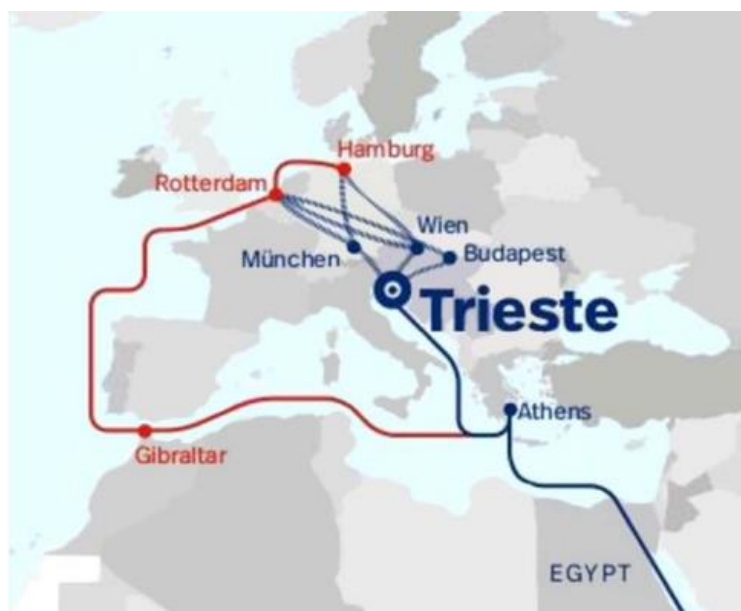 Hamburg
Rotterdam
Wien
München
Budapest
Trieste
Athens
Gibraltar
EGYPT